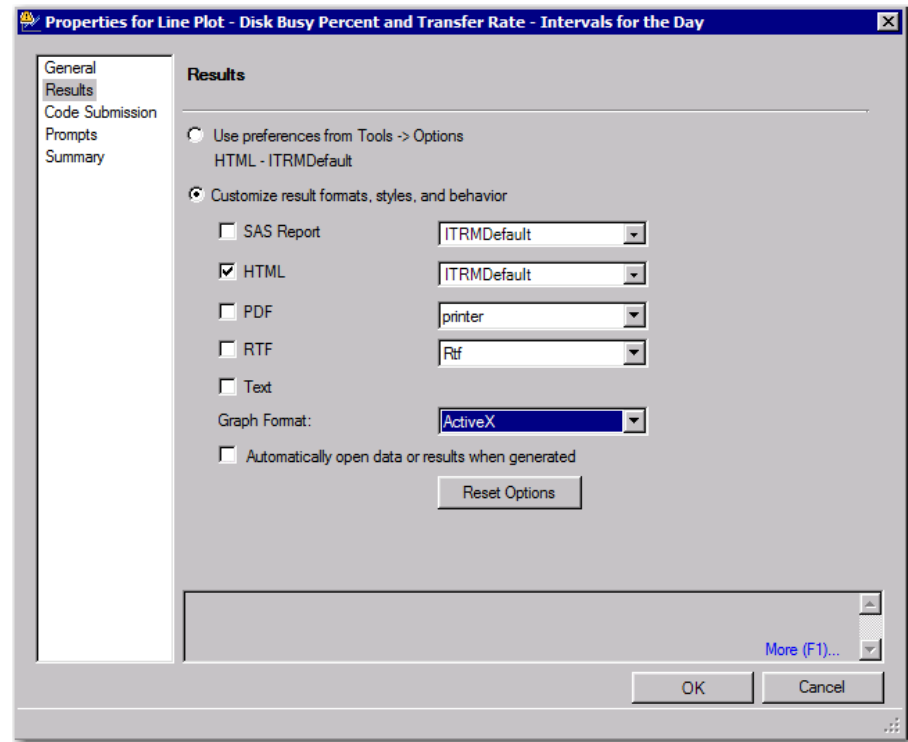 Properties for Line Plot - Disk Busy Percent and Transfer Rate - Intervals for the Day
General
Results
Code Submission
Prompts
Summary
Results
Use preferences from Tools -> Options
HTML - ITRMDefault
Customize result formats, styles, and behavior
SAS Report ITRMDefault
HTML ITRMDefault
PDF printer
RTF Rtf
Text
Graph Format: ActiveX
Automatically open data or results when generated
Reset Options
More (F1)...
OK Cancel